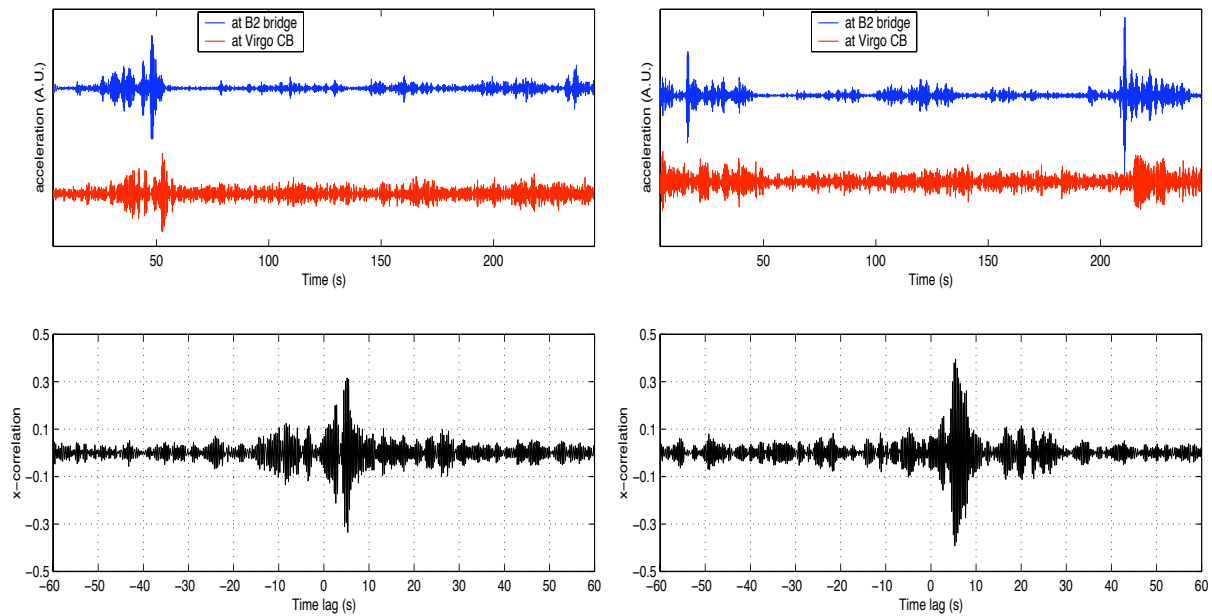 at B2 bridge
at Virgo CB
acceleration (A.U.)
50
100
150
200
Time (s)
at B2 bridge
at Virgo CB
acceleration (A.U.)
50
100
150
200
Time (s)
0.5
0.3
0.1
−0.1
−0.3
−0.5
x−correlation
−60 −50 −40 −30 −20 −10 0 10 20 30 40 50 60
Time lag (s)
0.5
0.3
0.1
−0.1
−0.3
−0.5
x−correlation
−60 −50 −40 −30 −20 −10 0 10 20 30 40 50 60
Time lag (s)